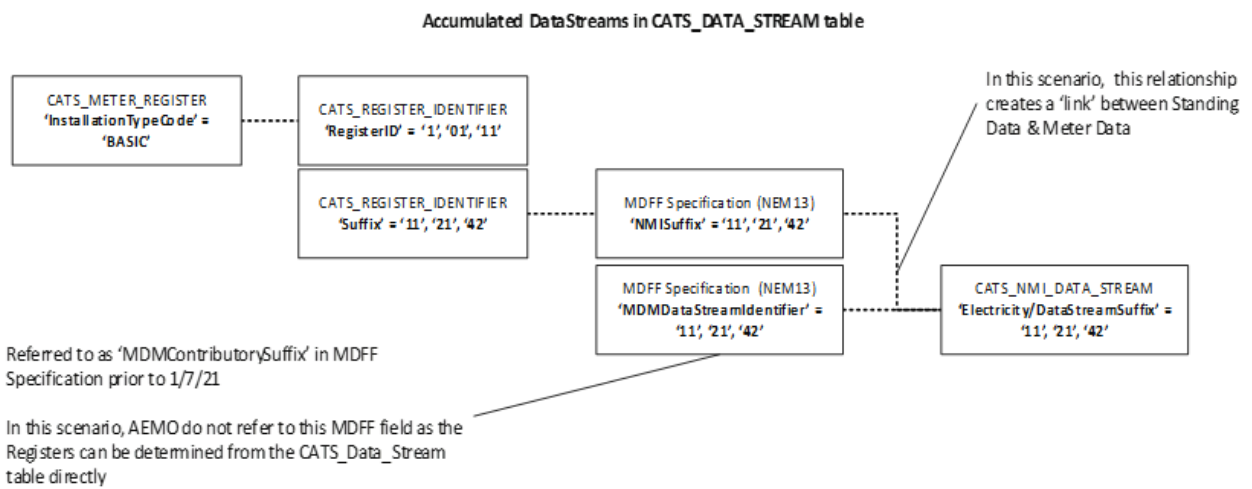 Accumulated DataStreams in CATS_DATA_STREAM table
CATS_METER_REGISTER
‘InstallationTypeCode’ =
‘BASIC’
CATS_REGISTER_IDENTIFIER
‘RegisterID’ = ‘1’, ‘01’, ‘11’
In this scenario, this relationship
creates a ‘link’ between Standing
Data & Meter Data
CATS_REGISTER_IDENTIFIER
‘Suffix’ = ‘11’, ‘21’, ‘42’
MDFF Specification (NEM13)
‘NMISuffix’ = ‘11’, ‘21’, ‘42’
MDFF Specification (NEM13)
‘MDMDataStreamIdentifier’ =
‘11’, ‘21’, ‘42’
CATS_NMI_DATA_STREAM
‘Electricity/DataStreamSuffix’ =
‘11’, ‘21’, ‘42’
Referred to as ‘MDMContributorySuffix’ in MDFF
Specification prior to 1/7/21
In this scenario, AEMO do not refer to this MDFF field as the
Registers can be determined from the CATS_Data_Stream
table directly